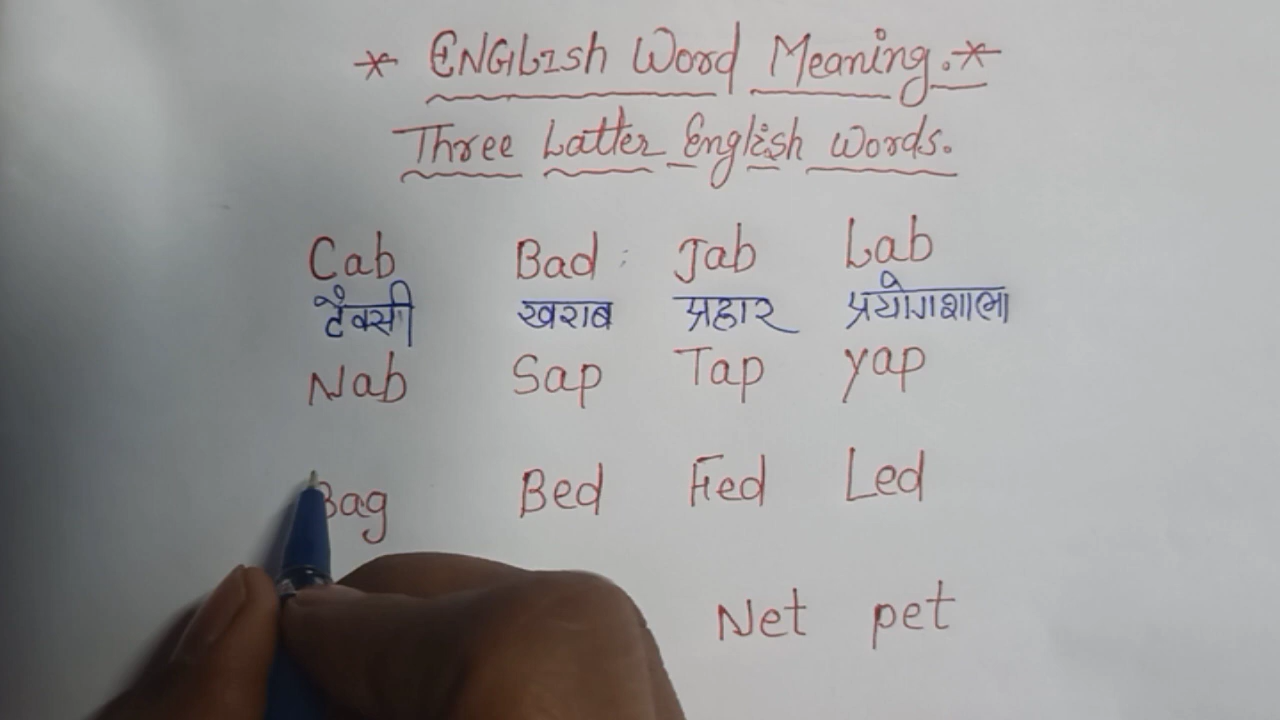 * ENGLISh Word Meaning.*
Three Latter English words.
Cab Bad Jab Lab
टैक्सी खराब प्रहार प्रयोगशाला
Nab Sap Tap yap
Bag Bed Fed Led
Net pet